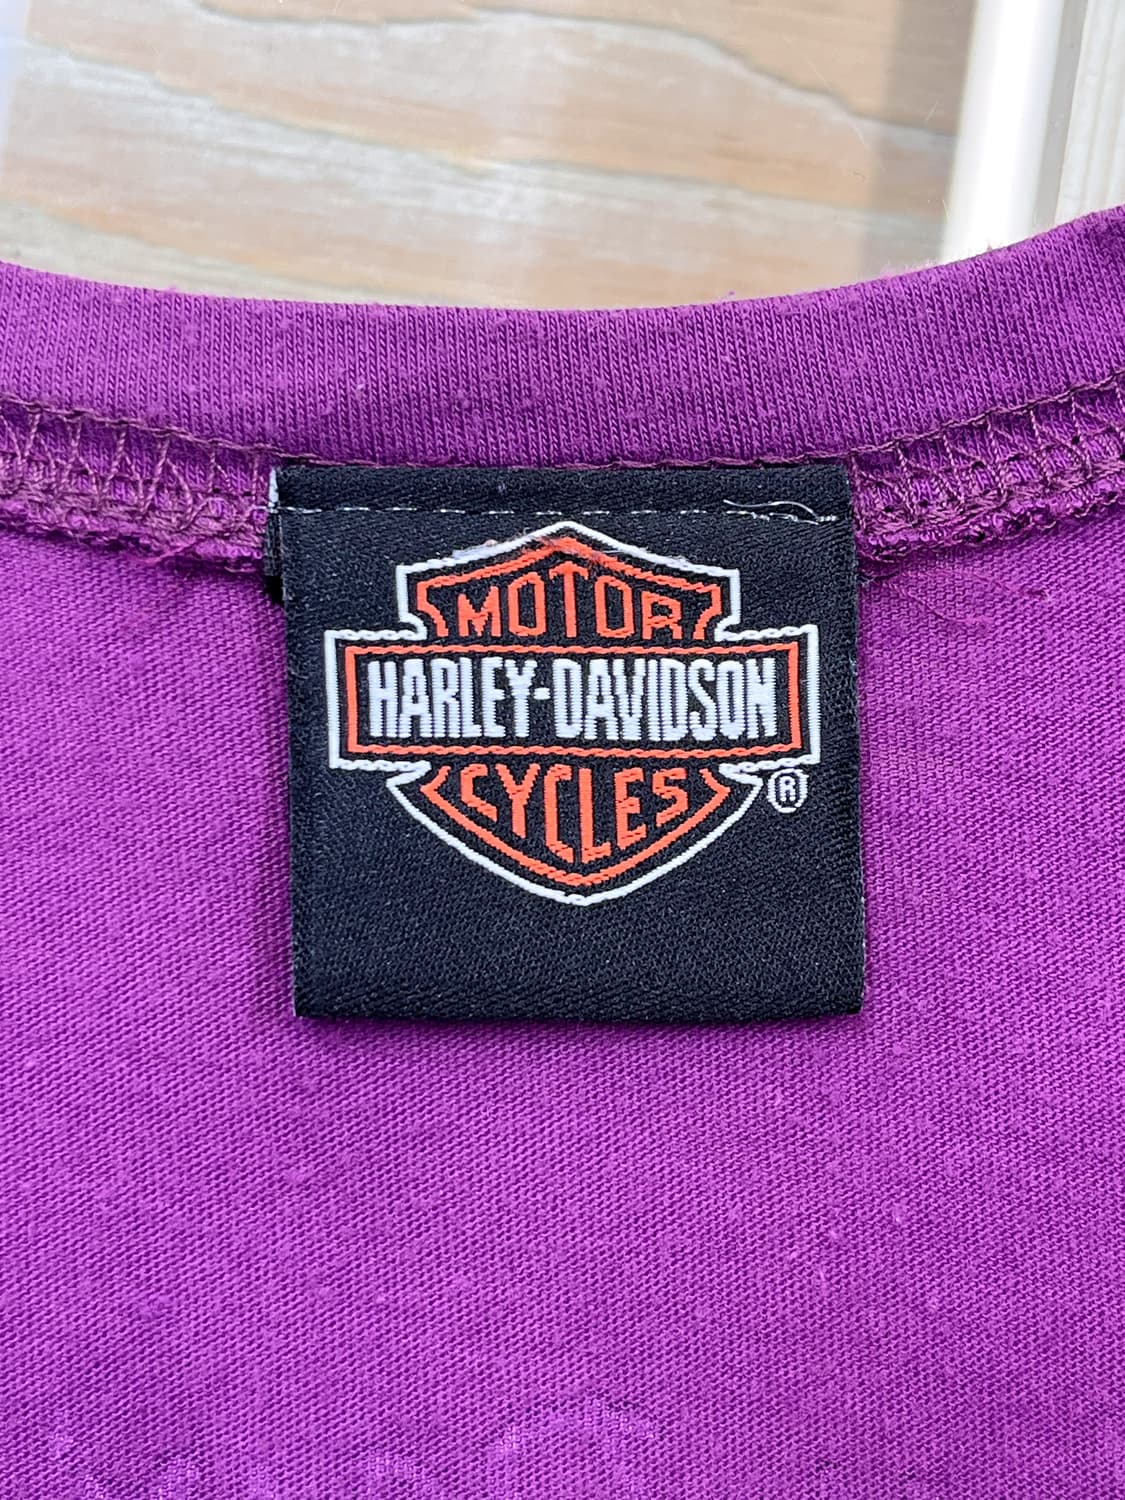 MOTOR
HARLEY-DAVIDSON
CYCLES
®